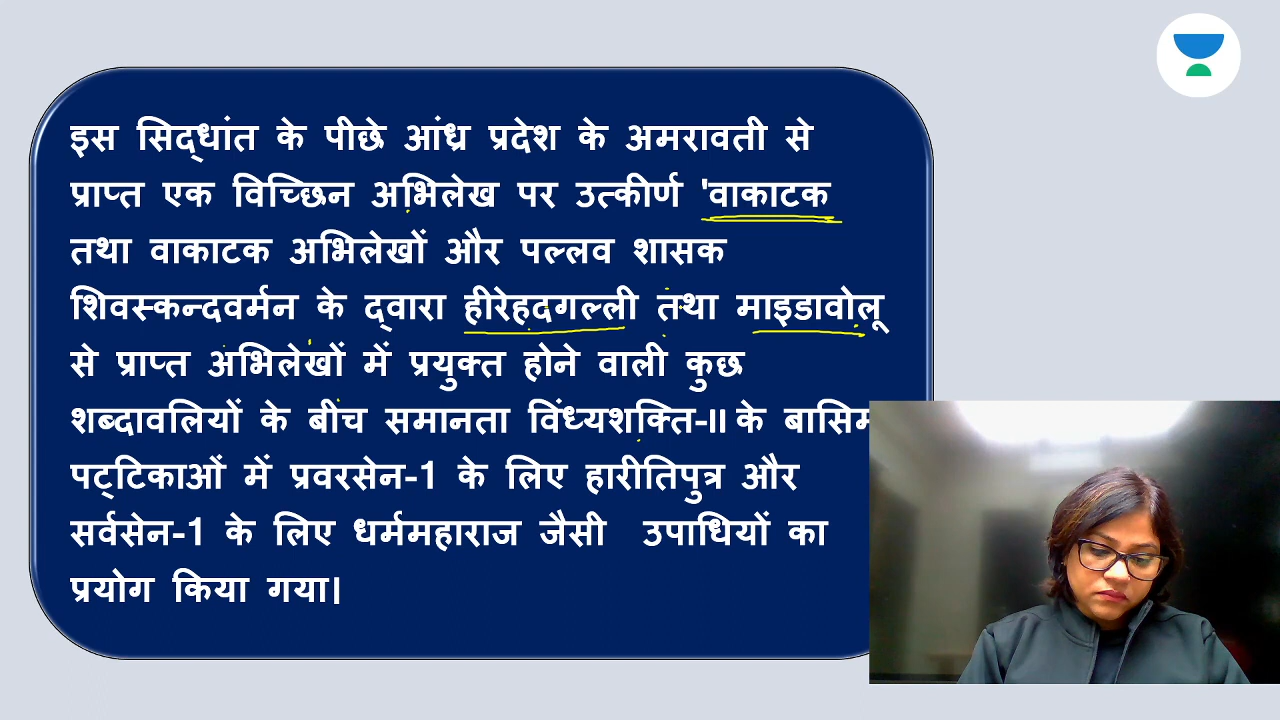 इस सिद्धांत के पीछे आंध्र प्रदेश के अमरावती से
प्राप्त एक विच्छिन अभिलेख पर उत्कीर्ण 'वाकाटक
तथा वाकाटक अभिलेखों और पल्लव शासक
शिवस्कन्दवर्मन के द्वारा हीरेहदगल्ली तथा माइडावोलू
से प्राप्त अभिलेखों में प्रयुक्त होने वाली कुछ
शब्दावलियों के बीच समानता विंध्यशक्ति-II के बासिम
पट्टिकाओं में प्रवरसेन-1 के लिए हारीतिपुत्र और
सर्वसेन-1 के लिए धर्ममहाराज जैसी उपाधियों का
प्रयोग किया गया।